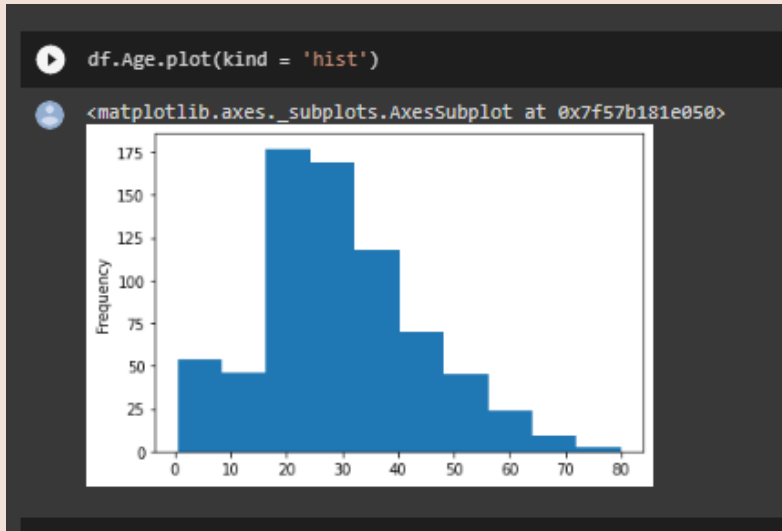 df.Age.plot(kind = 'hist')
<matplotlib.axes._subplots.AxesSubplot at 0x7f57b181e050>
175
150
125
100
75
50
25
0
Frequency
0 10 20 30 40 50 60 70 80